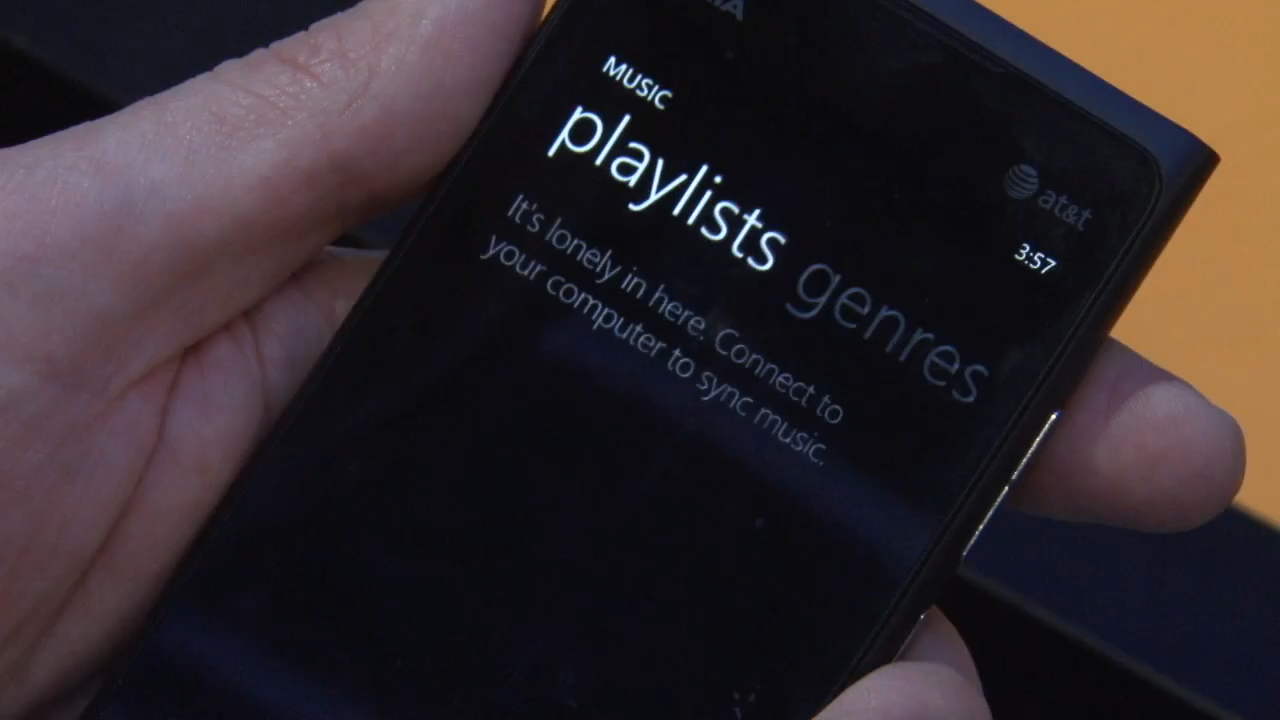 at&t
3:57
MUSIC
playlists genres
It's lonely in here. Connect to
your computer to sync music.